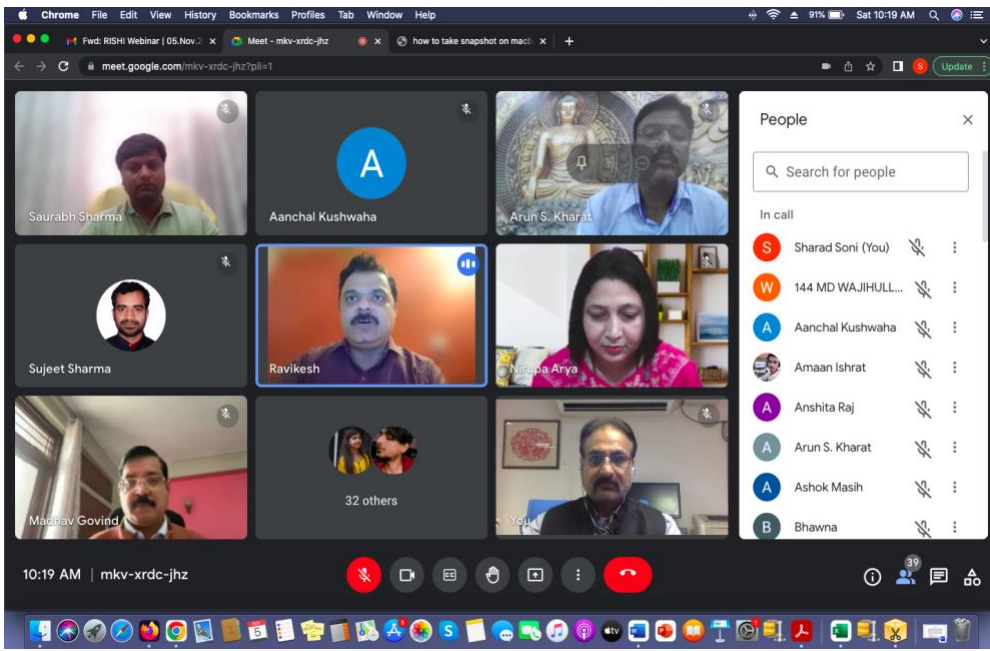 Chrome File Edit View History Bookmarks Profiles Tab Window Help 91% Sat 10:19 AM
Fwd: RISHI Webinar | 05.Nov.2 Meet - mkv-xrdc-jhz how to take snapshot on macb
meet.google.com/mkv-xrdc-jhz?pli=1 S Update
Saurabh Sharma
A
Aanchal Kushwaha
Arun S. Kharat
Sujeet Sharma
Ravikesh
Nirupa Arya
Madhav Govind
32 others
You
People
Search for people
In call
S Sharad Soni (You)
W 144 MD WAJIHULL...
A Aanchal Kushwaha
Amaan Ishrat
A Anshita Raj
A Arun S. Kharat
A Ashok Masih
B Bhawna
10:19 AM | mkv-xrdc-jhz
CC
39
5
S
tv
W
P